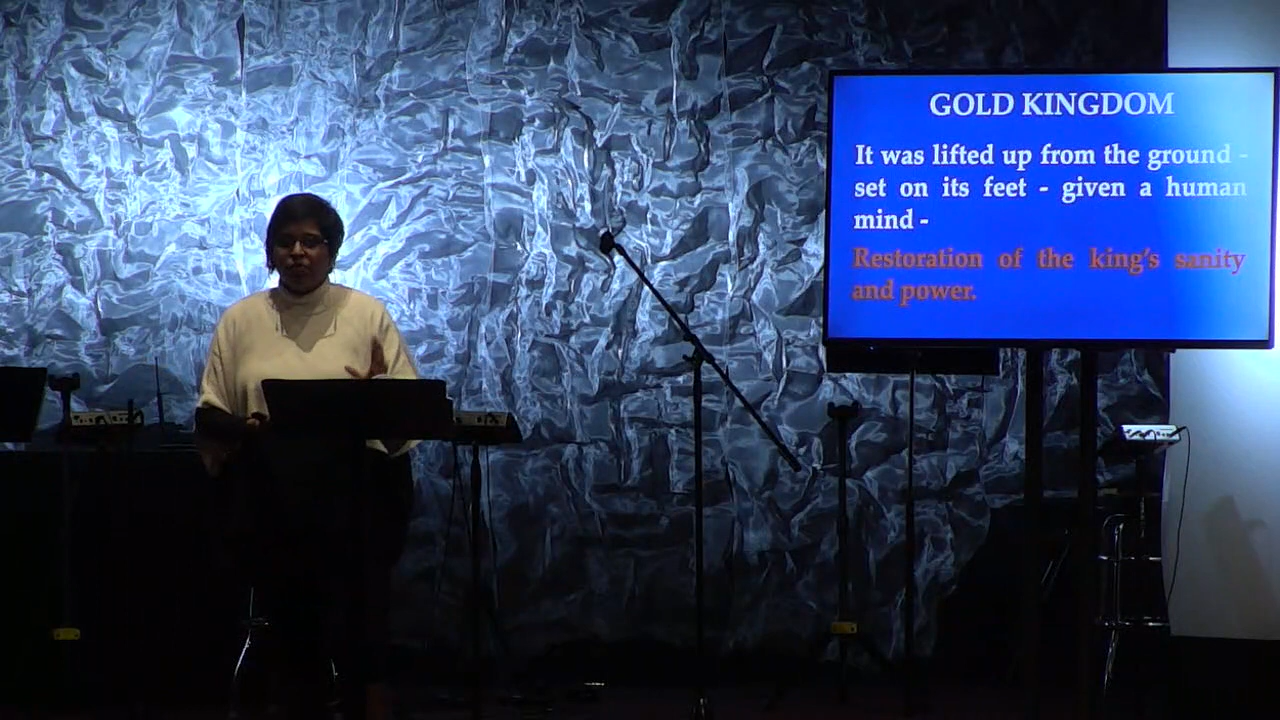 GOLD KINGDOM
It was lifted up from the ground -
set on its feet - given a human
mind -
Restoration of the king's sanity
and power.